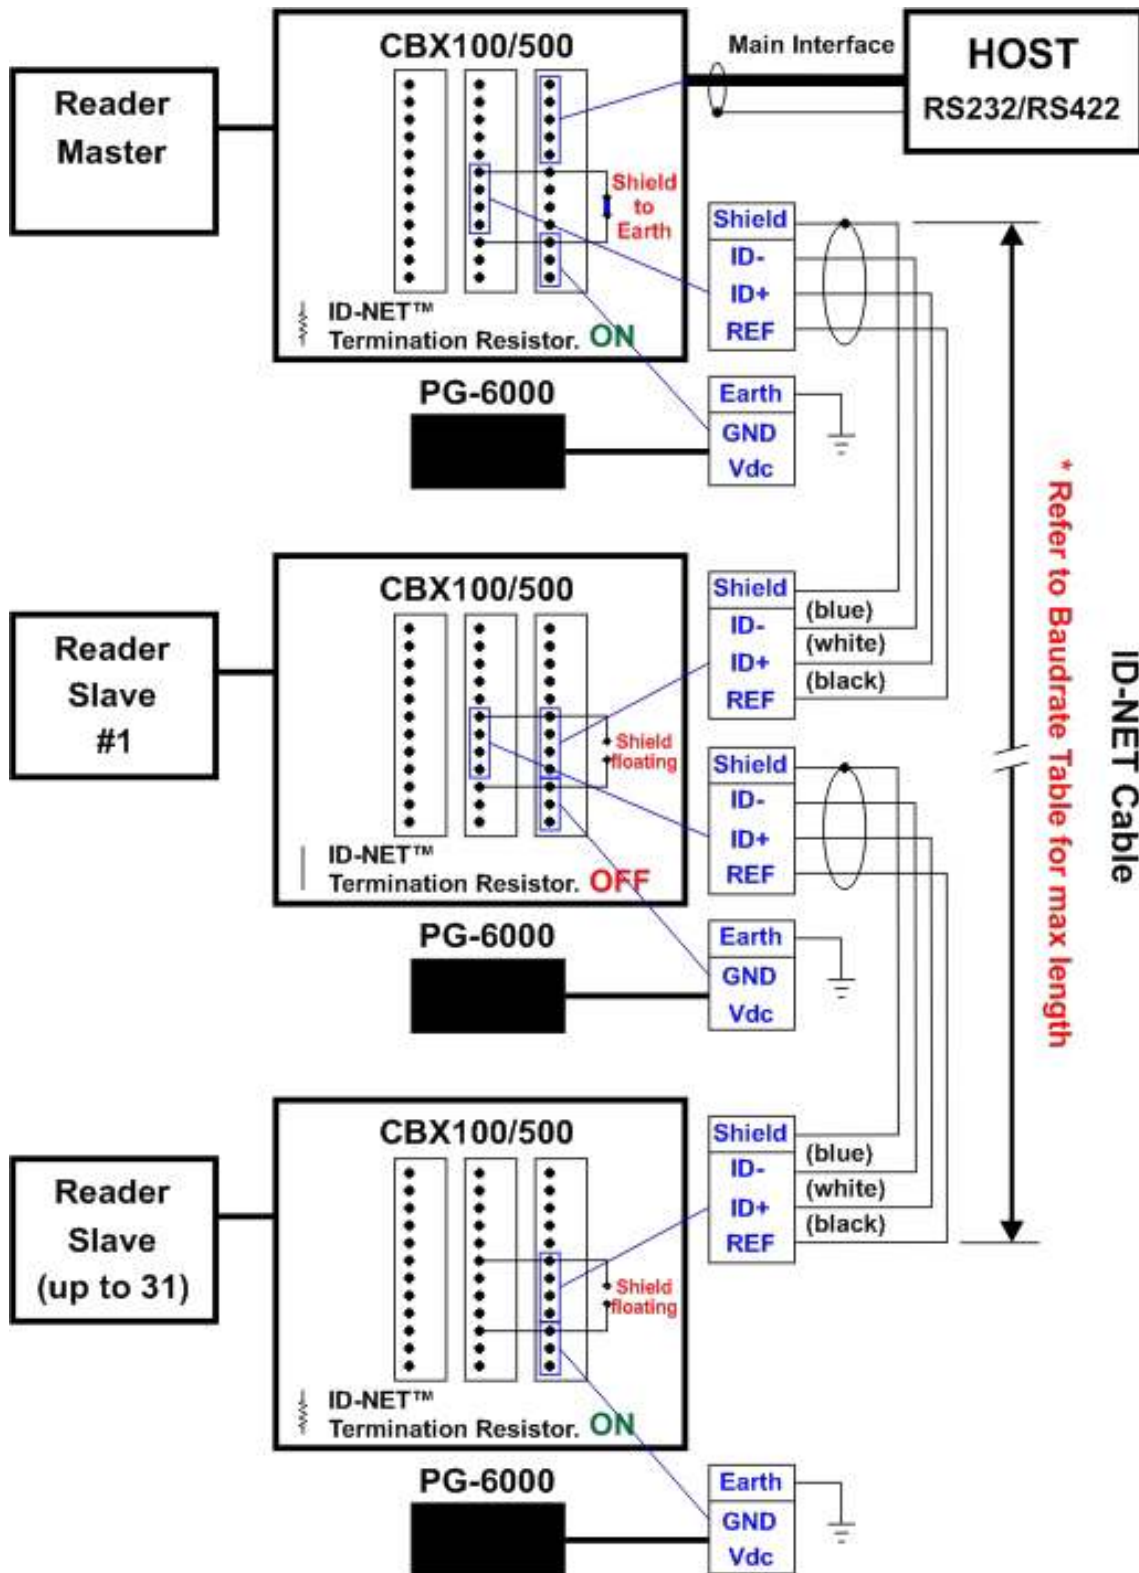 CBX100/500
Main Interface
HOST
RS232/RS422
Reader
Master
Shield
to
Earth
Shield
ID-
ID+
REF
ID-NET™
Termination Resistor. ON
PG-6000
Earth
GND
Vdc
CBX100/500
Reader
Slave
#1
Shield
floating
Shield
ID-
ID+
REF
(blue)
(white)
(black)
Shield
ID-
ID+
REF
ID-NET™
Termination Resistor. OFF
PG-6000
Earth
GND
Vdc
ID-NET Cable
* Refer to Baudrate Table for max length
CBX100/500
Reader
Slave
(up to 31)
Shield
floating
Shield
ID-
ID+
REF
(blue)
(white)
(black)
ID-NET™
Termination Resistor. ON
PG-6000
Earth
GND
Vdc